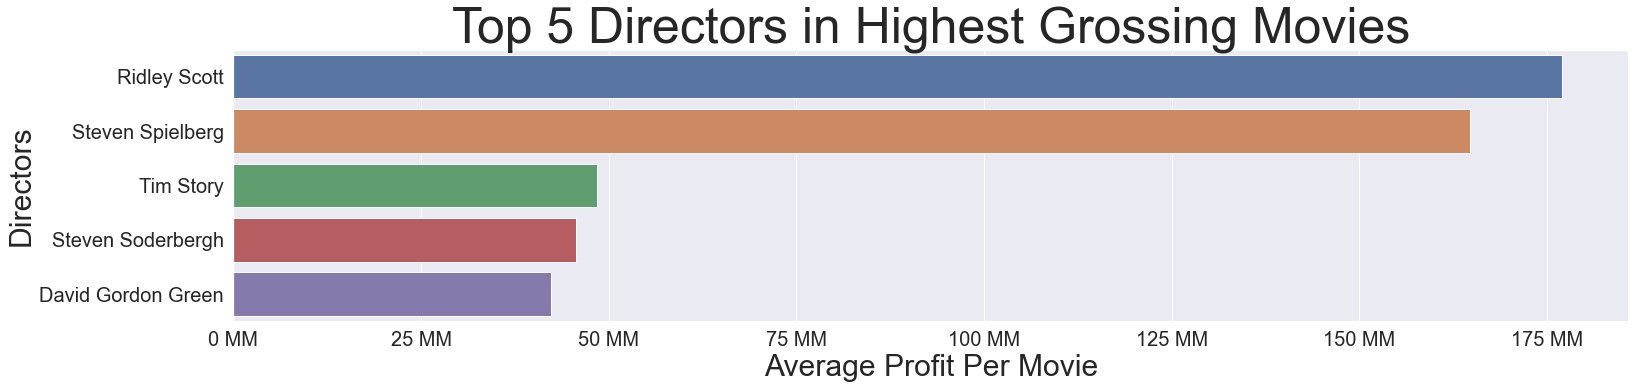 Top 5 Directors in Highest Grossing Movies
Directors
Ridley Scott
Steven Spielberg
Tim Story
Steven Soderbergh
David Gordon Green
0 MM 25 MM 50 MM 75 MM 100 MM 125 MM 150 MM 175 MM
Average Profit Per Movie